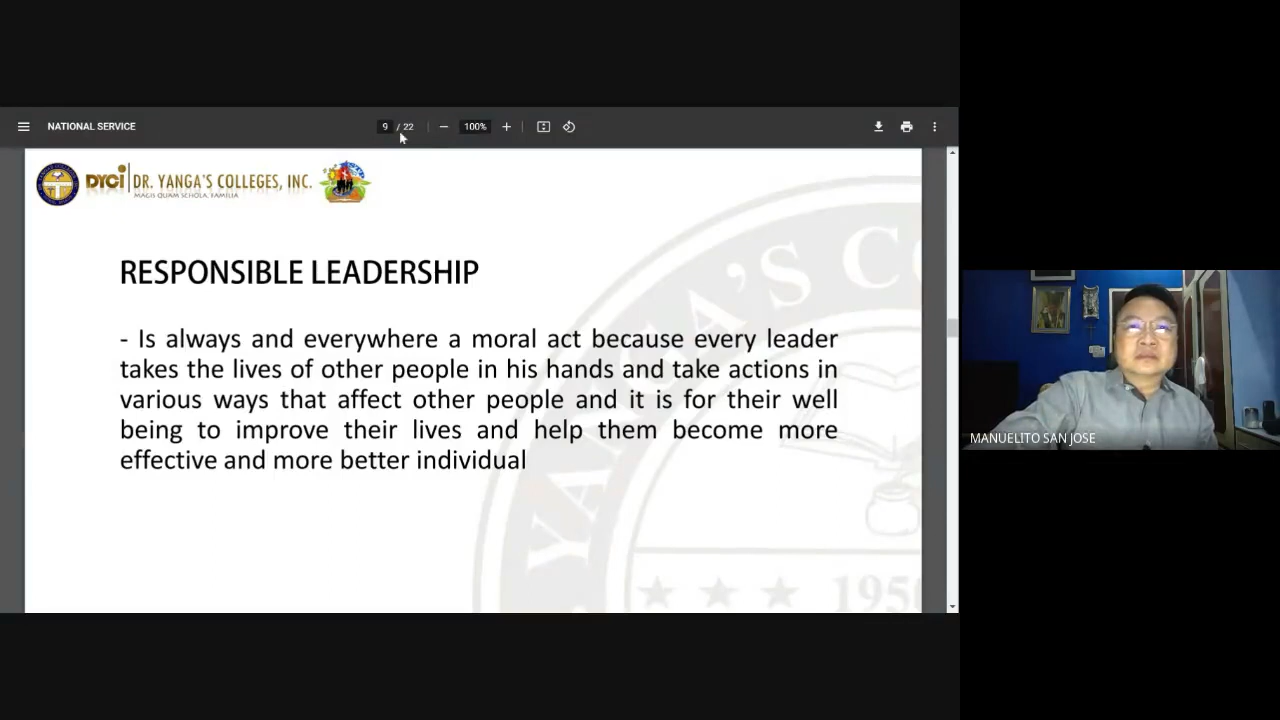 NATIONAL SERVICE
9 / 22
100%
DYCI DR. YANGA'S COLLEGES, INC.
MAGIS QUAM SCHOLA, FAMILIA
RESPONSIBLE LEADERSHIP
- Is always and everywhere a moral act because every leader
takes the lives of other people in his hands and take actions in
various ways that affect other people and it is for their well
being to improve their lives and help them become more
effective and more better individual
YANGA'S CO
1950
MANUELITO SAN JOSE